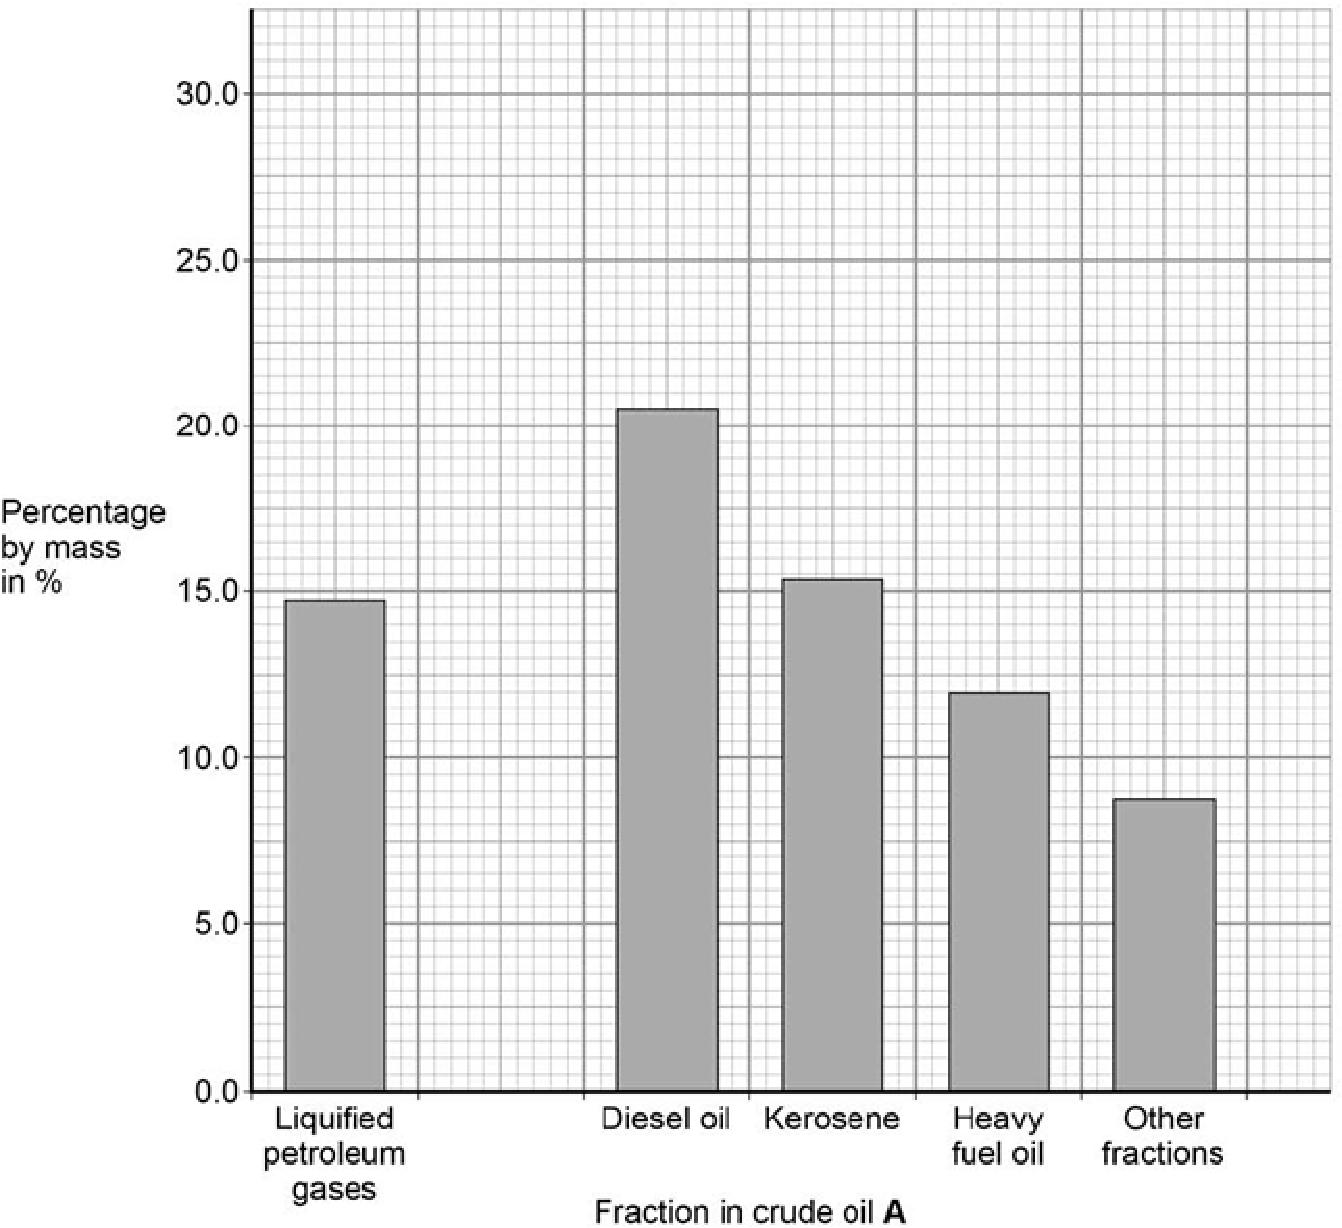 30.0
25.0
20.0
15.0
10.0
5.0
0.0
Percentage
by mass
in %
Liquified
petroleum
gases
Diesel oil
Kerosene
Heavy
fuel oil
Other
fractions
Fraction in crude oil A